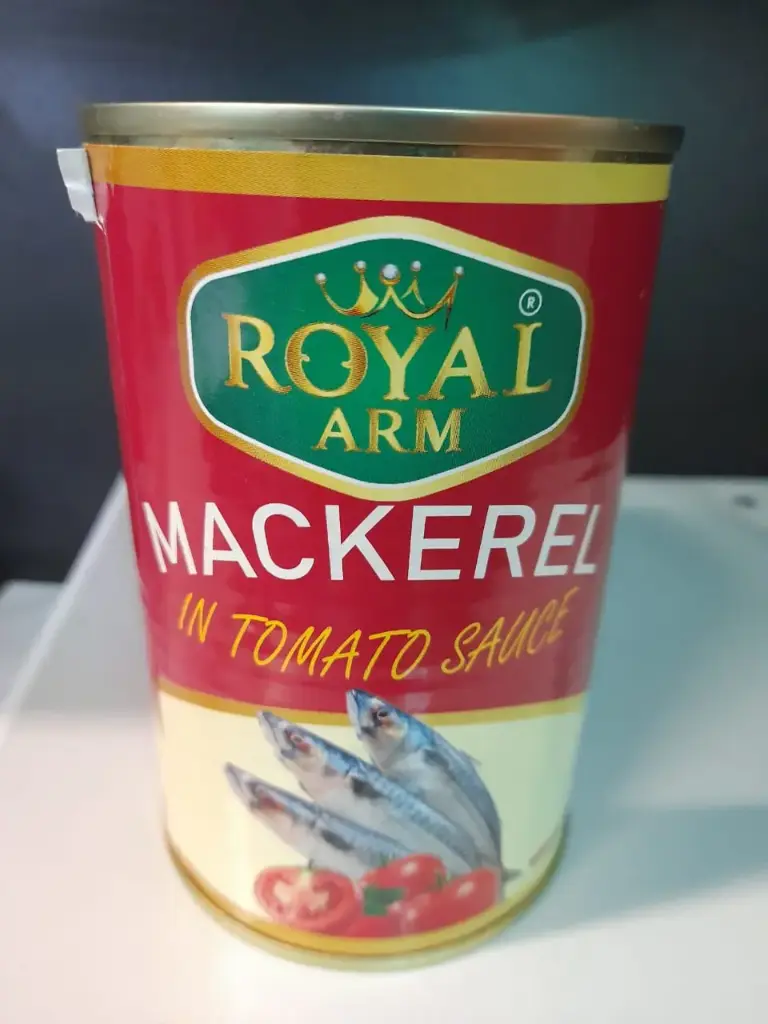 ®
ROYAL
ARM
MACKEREL
IN TOMATO SAUCE